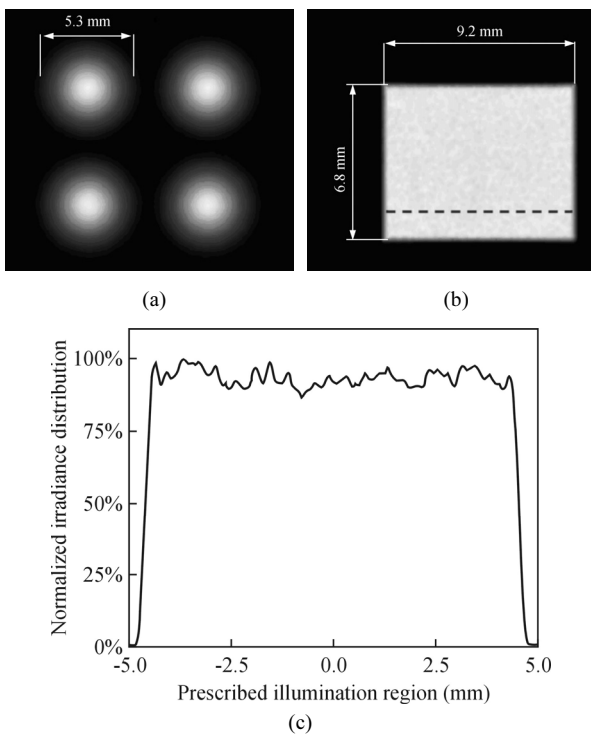 5.3 mm
9.2 mm
6.8 mm
(a)
(b)
Normalized irradiance distribution
100%
75%
50%
25%
0%
-5.0
-2.5
0.0
2.5
5.0
Prescribed illumination region (mm)
(c)